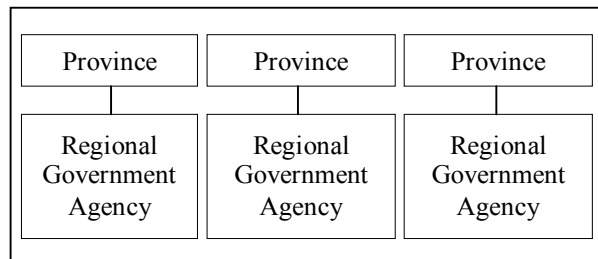 Province
Province
Province
Regional
Government
Agency
Regional
Government
Agency
Regional
Government
Agency